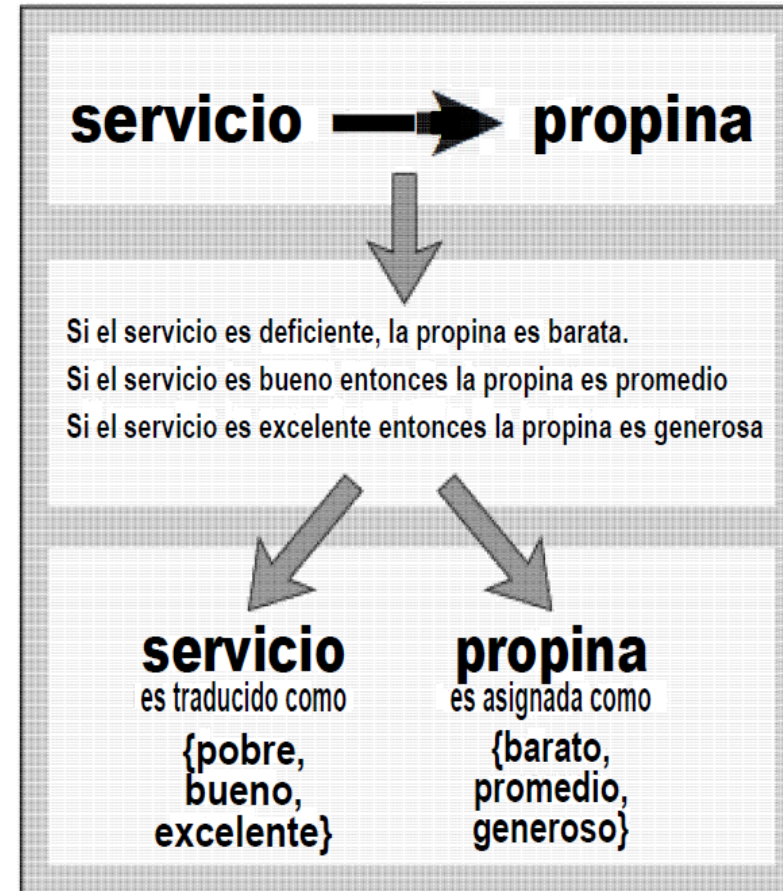 servicio propina
Si el servicio es deficiente, la propina es barata.
Si el servicio es bueno entonces la propina es promedio
Si el servicio es excelente entonces la propina es generosa
servicio
es traducido como
{pobre,
bueno,
excelente}
propina
es asignada como
{barato,
promedio,
generoso}